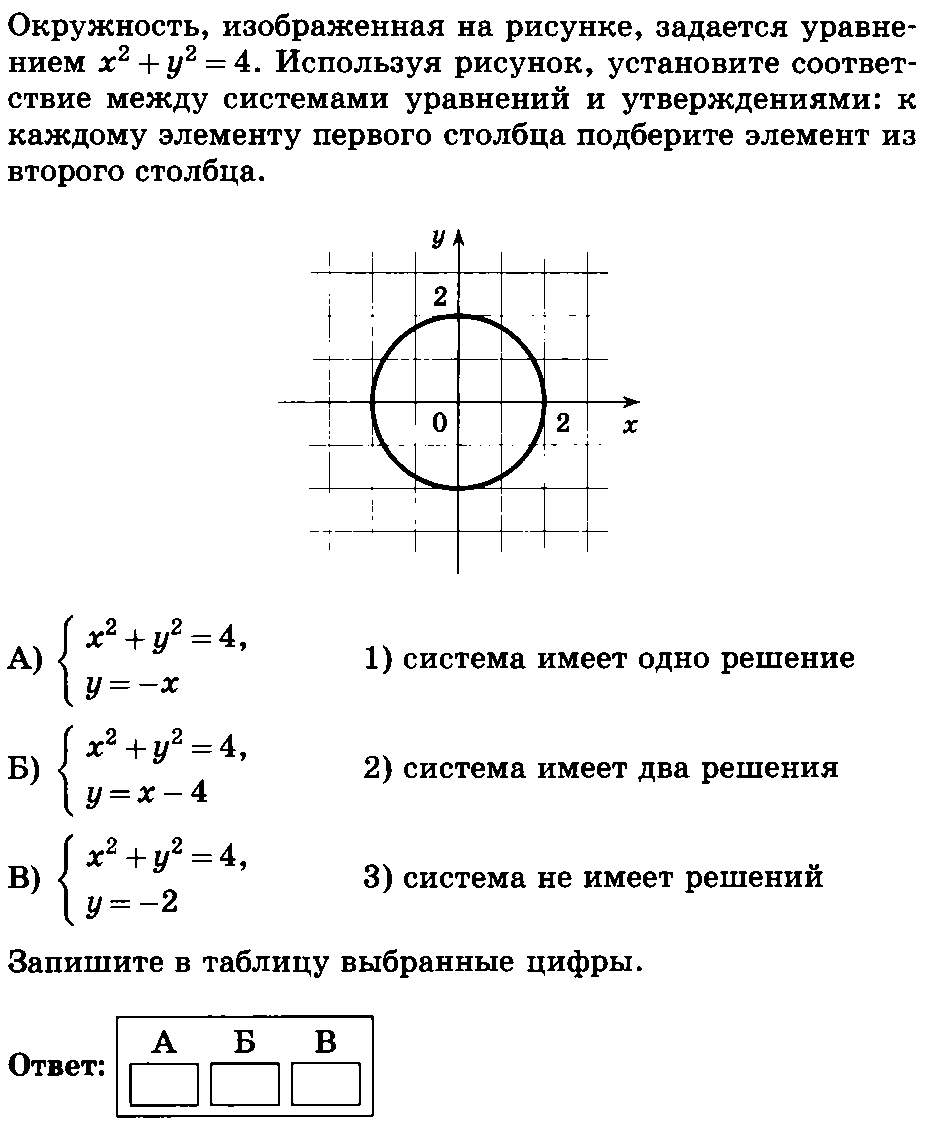 Окружность, изображенная на рисунке, задается уравне-
нием x² + y² = 4. Используя рисунок, установите соответ-
ствие между системами уравнений и утверждениями: к
каждому элементу первого столбца подберите элемент из
второго столбца.
y
2
0
2
x
А) { x² + y² = 4,
y = −x
1) система имеет одно решение
Б) { x² + y² = 4,
y = x − 4
2) система имеет два решения
В) { x² + y² = 4,
y = −2
3) система не имеет решений
Запишите в таблицу выбранные цифры.
А Б В
Ответ: